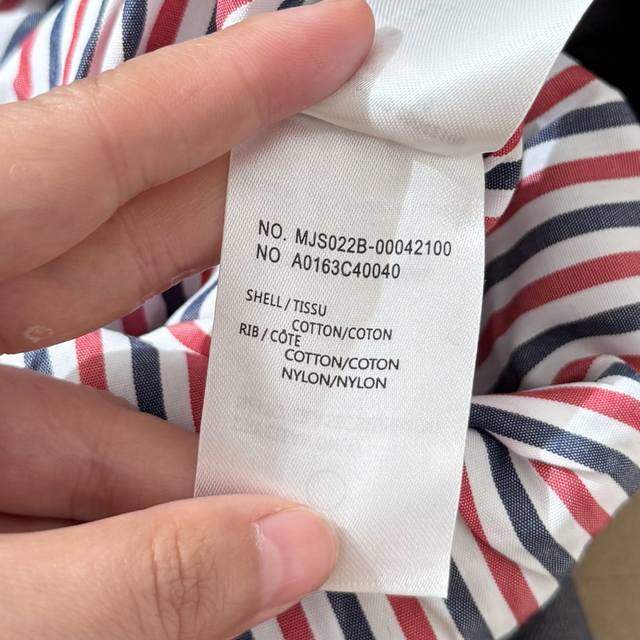 NO. MJS022B-00042100
NO A0163C40040
SHELL/TISSU
COTTON/COTON
RIB/CÔTE
COTTON/COTON
NYLON/NYLON